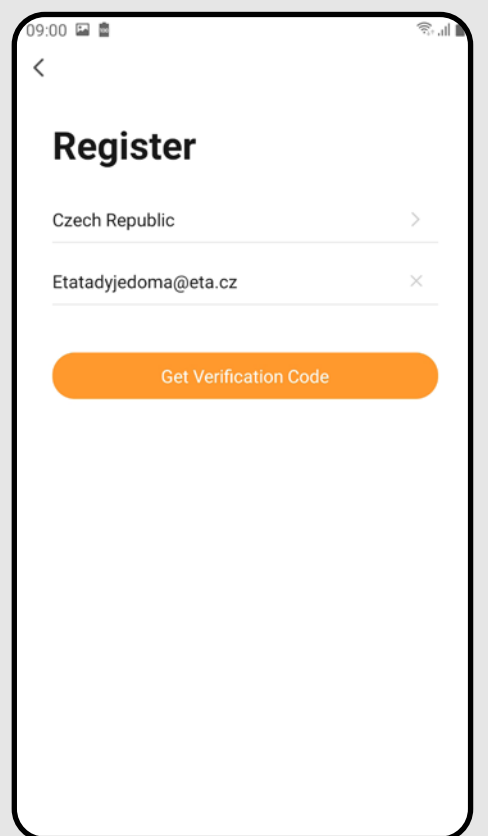 09:00
Register
Czech Republic
Etatadyjedoma@eta.cz
Get Verification Code